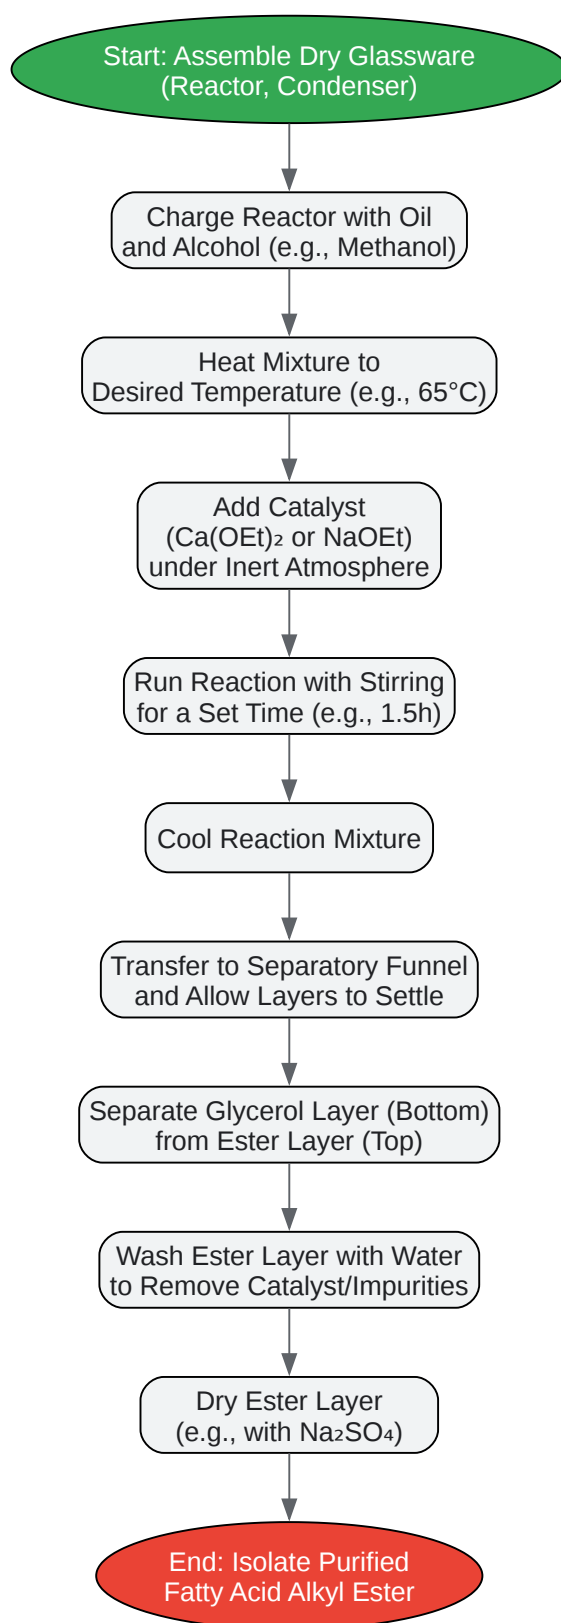 Start: Assemble Dry Glassware
(Reactor, Condenser)
Charge Reactor with Oil
and Alcohol (e.g., Methanol)
Heat Mixture to
Desired Temperature (e.g., 65°C)
Add Catalyst
(Ca(OEt)₂ or NaOEt)
under Inert Atmosphere
Run Reaction with Stirring
for a Set Time (e.g., 1.5h)
Cool Reaction Mixture
Transfer to Separatory Funnel
and Allow Layers to Settle
Separate Glycerol Layer (Bottom)
from Ester Layer (Top)
Wash Ester Layer with Water
to Remove Catalyst/Impurities
Dry Ester Layer
(e.g., with Na₂SO₄)
End: Isolate Purified
Fatty Acid Alkyl Ester